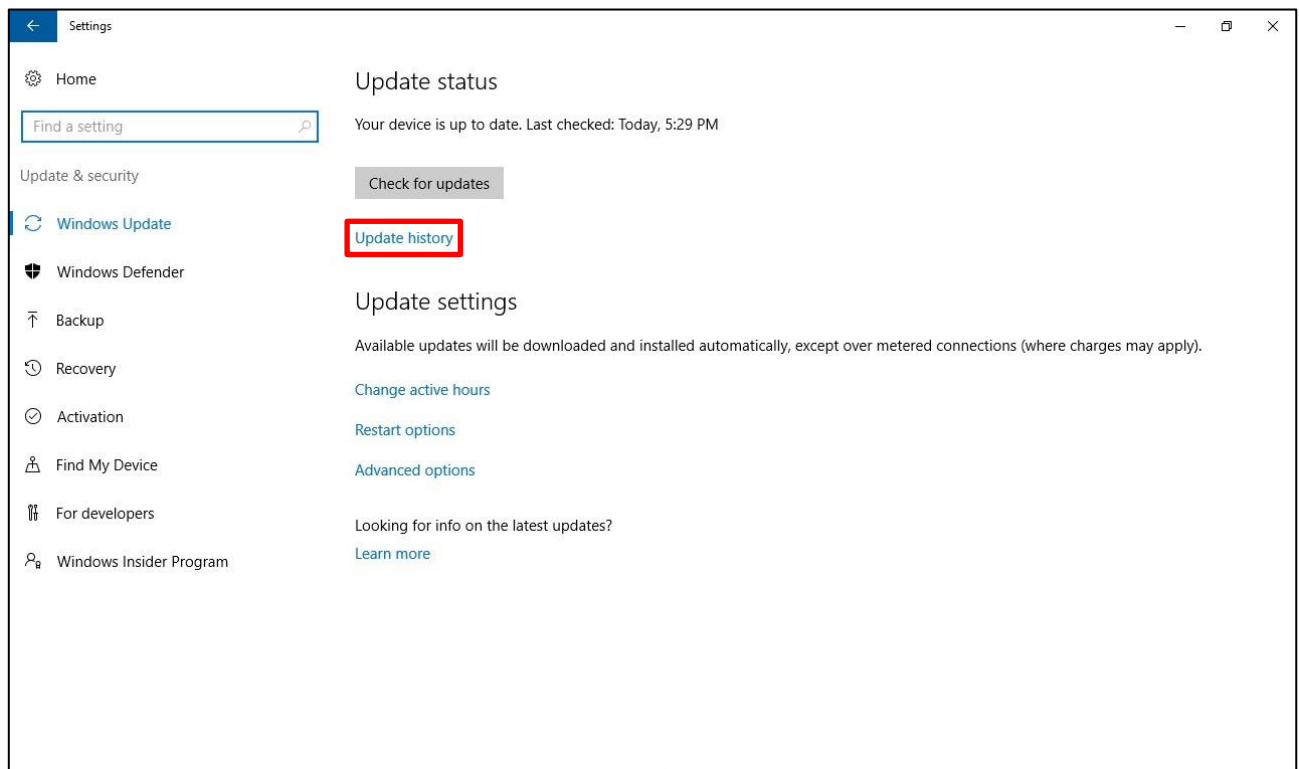 Settings
Home
Find a setting
Update & security
Windows Update
Windows Defender
Backup
Recovery
Activation
Find My Device
For developers
Windows Insider Program
Update status
Your device is up to date. Last checked: Today, 5:29 PM
Check for updates
Update history
Update settings
Available updates will be downloaded and installed automatically, except over metered connections (where charges may apply).
Change active hours
Restart options
Advanced options
Looking for info on the latest updates?
Learn more